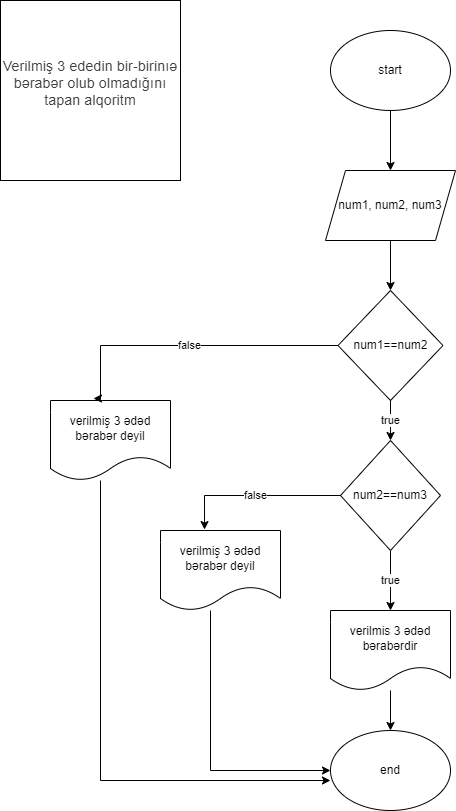 Verilmiş 3 ededin bir-birinıə
bərabər olub olmadığını
tapan alqoritm
start
num1, num2, num3
num1==num2
false
verilmiş 3 ədəd
bərabər deyil
true
num2==num3
false
verilmiş 3 ədəd
bərabər deyil
true
verilmis 3 ədəd
bərabərdir
end